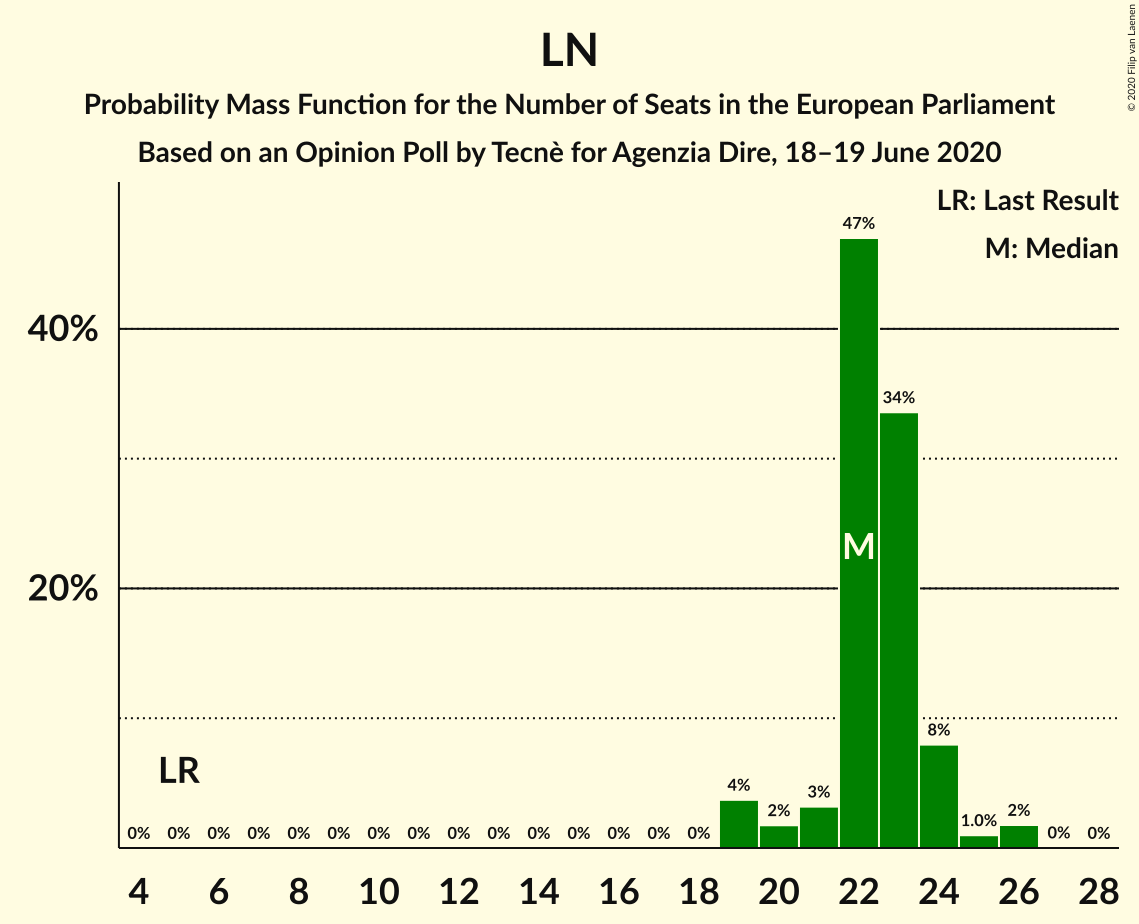 LN
Probability Mass Function for the Number of Seats in the European Parliament
Based on an Opinion Poll by Tecnè for Agenzia Dire, 18–19 June 2020
© 2020 Filip van Laenen
LR: Last Result
M: Median
47%
40%
34%
M
20%
8%
LR
4%
3%
2%
1.0%
2%
0% 0% 0% 0% 0% 0% 0% 0% 0% 0% 0% 0% 0% 0% 0% 0% 0%
4 6 8 10 12 14 16 18 20 22 24 26 28